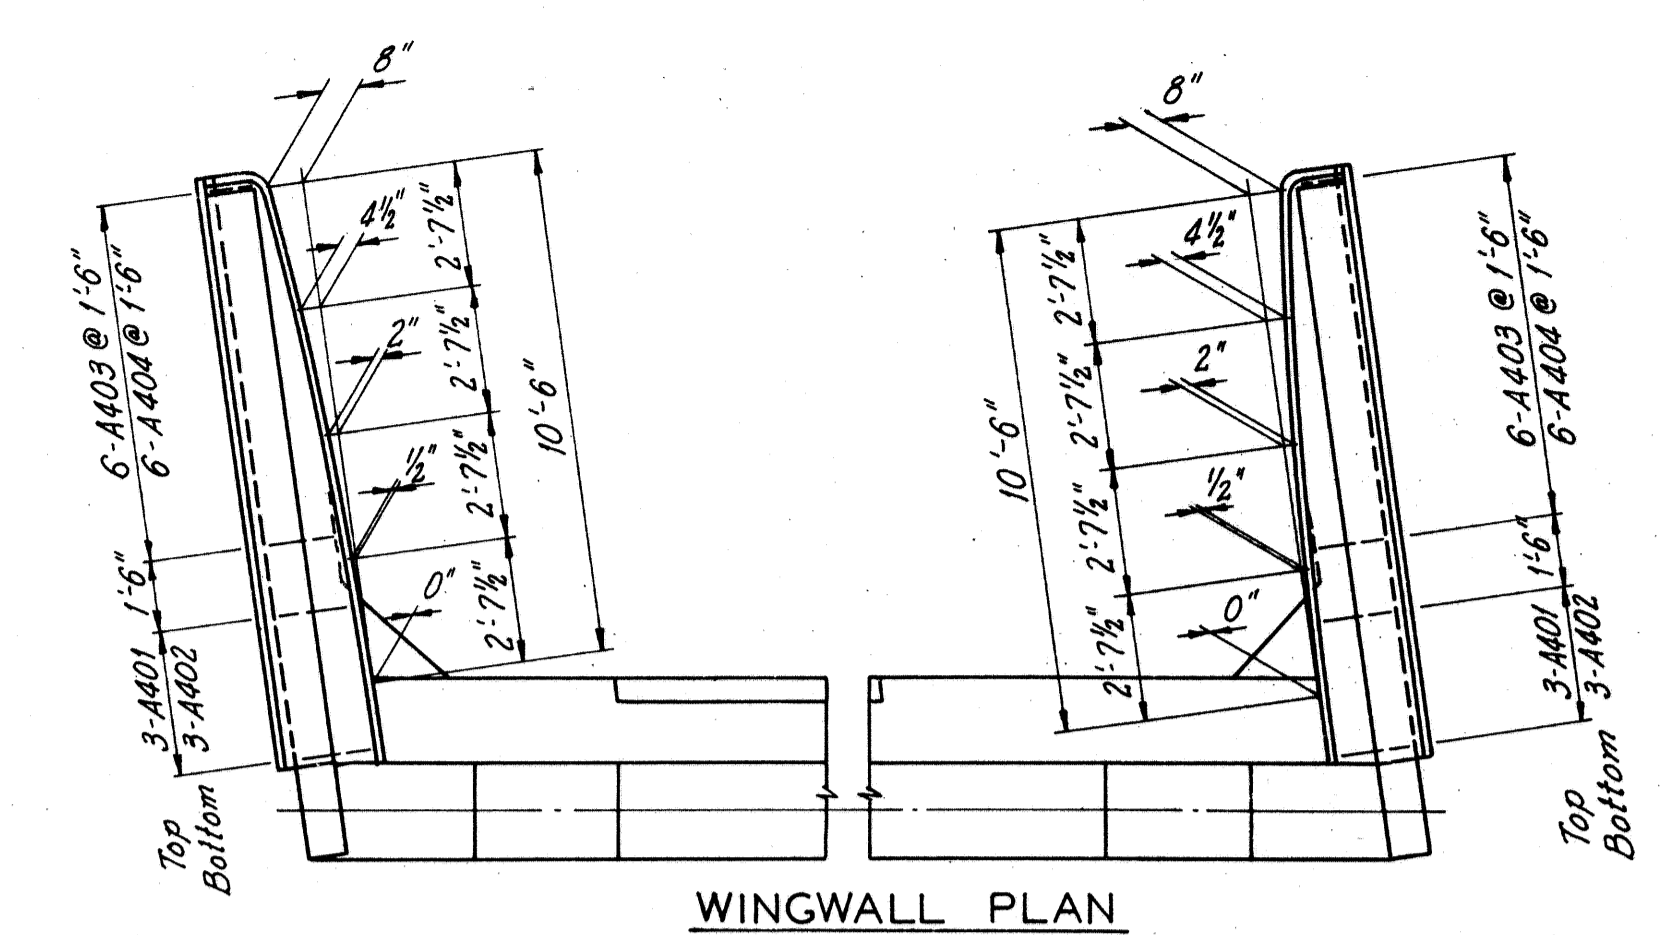 8"
4½"
2"
½"
0"
2'-7½"
2'-7½"
2'-7½"
2'-7½"
10'-6"
6-A403 @ 1'-6"
6-A404 @ 1'-6"
1'-6"
3-A401
3-A402
Top
Bottom
8"
4½"
2"
½"
0"
2'-7½"
2'-7½"
2'-7½"
2'-7½"
10'-6"
6-A403 @ 1'-6"
6-A404 @ 1'-6"
1'-6"
3-A401
3-A402
Top
Bottom
WINGWALL PLAN